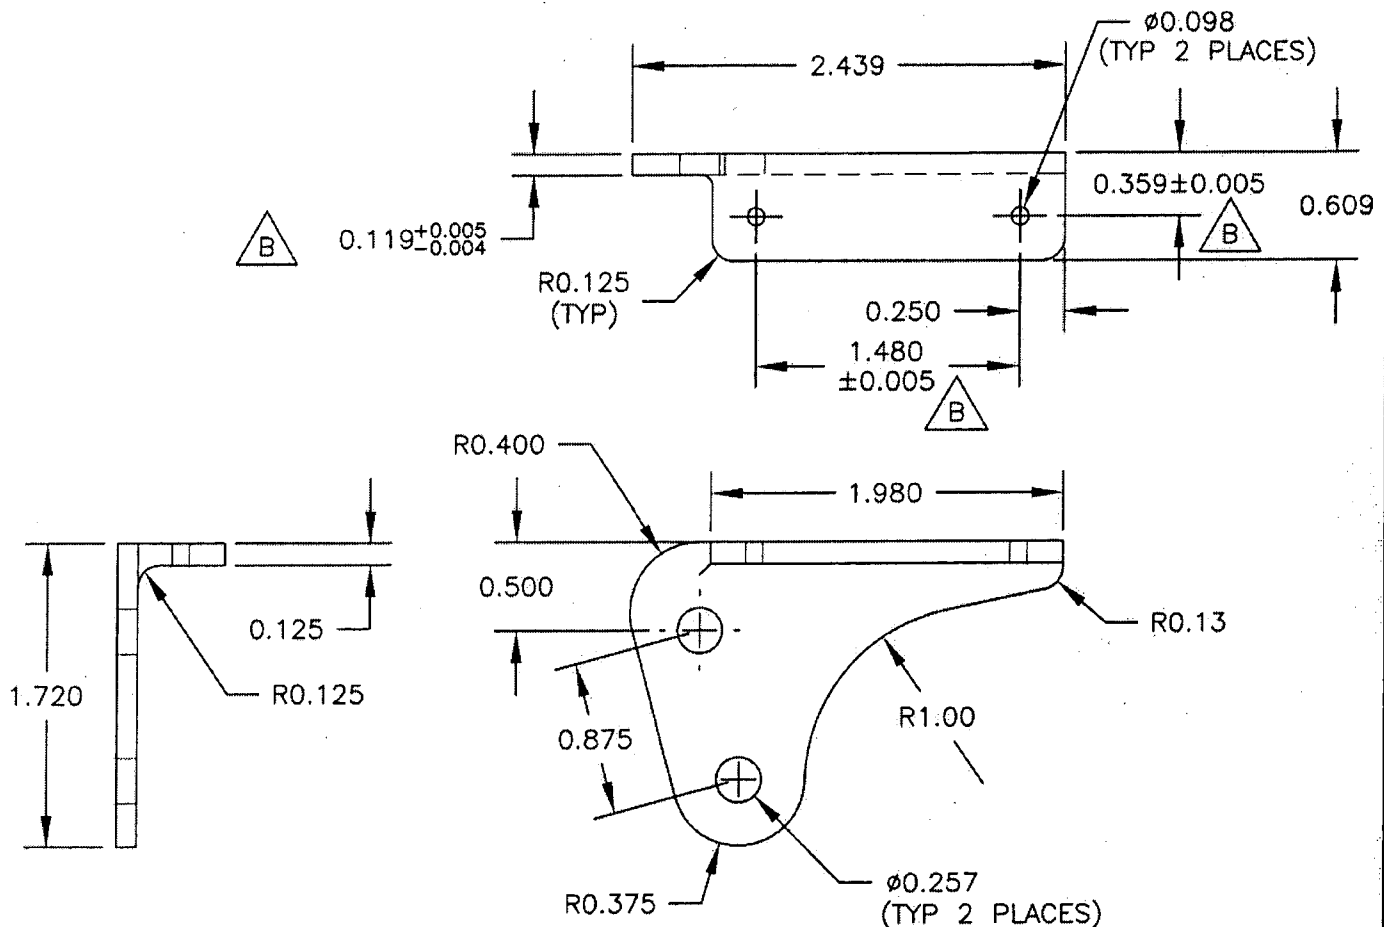 ø0.098
(TYP 2 PLACES)
2.439
0.359±0.005
0.609
B
0.119+0.005
-0.004
B
R0.125
(TYP)
0.250
1.480
±0.005
B
R0.400
1.980
0.500
0.125
R0.13
1.720
R0.125
R1.00
0.875
ø0.257
(TYP 2 PLACES)
R0.375